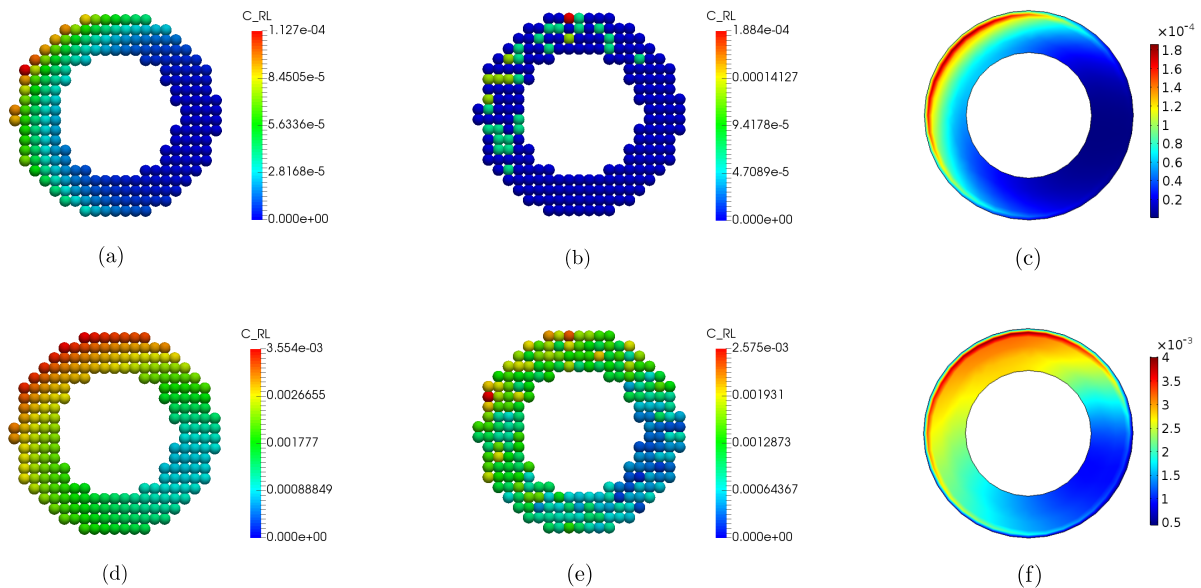 C_RL
1.127e-04
8.4505e-5
5.6336e-5
2.8168e-5
0.000e+00
(a)
C_RL
1.884e-04
0.00014127
9.4178e-5
4.7089e-5
0.000e+00
(b)
×10⁻⁴
1.8
1.6
1.4
1.2
1
0.8
0.6
0.4
0.2
(c)
C_RL
3.554e-03
0.0026655
0.001777
0.00088849
0.000e+00
(d)
C_RL
2.575e-03
0.001931
0.0012873
0.00064367
0.000e+00
(e)
×10⁻³
4
3.5
3
2.5
2
1.5
1
0.5
(f)